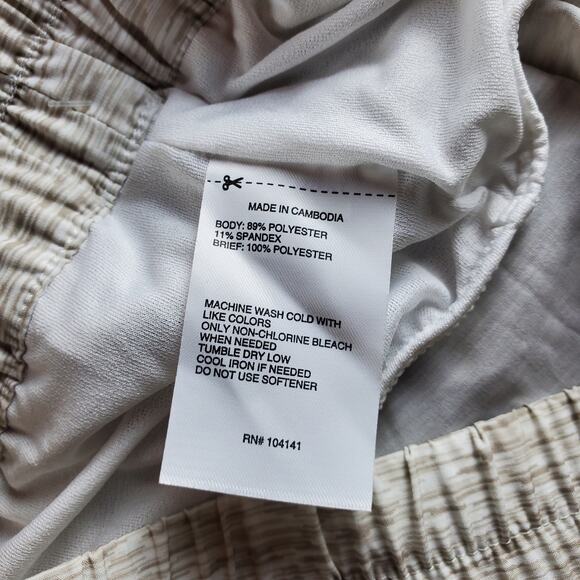 MADE IN CAMBODIA
BODY: 89% POLYESTER
11% SPANDEX
BRIEF: 100% POLYESTER
MACHINE WASH COLD WITH
LIKE COLORS
ONLY NON-CHLORINE BLEACH
WHEN NEEDED
TUMBLE DRY LOW
COOL IRON IF NEEDED
DO NOT USE SOFTENER
RN# 104141